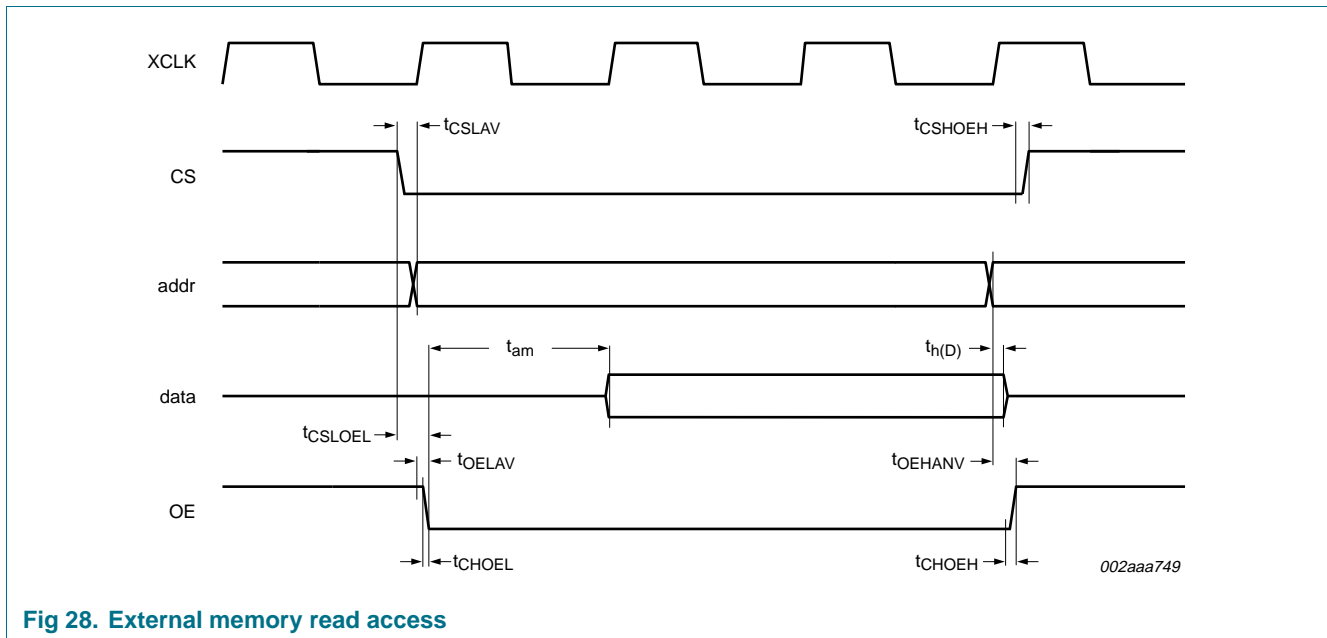 XCLK
tCSLAV
tCSHOEH
CS
addr
tam
th(D)
data
tCSLOEL
tOELAV
tOEHANV
OE
tCHOEL
tCHOEH
002aaa749
Fig 28. External memory read access